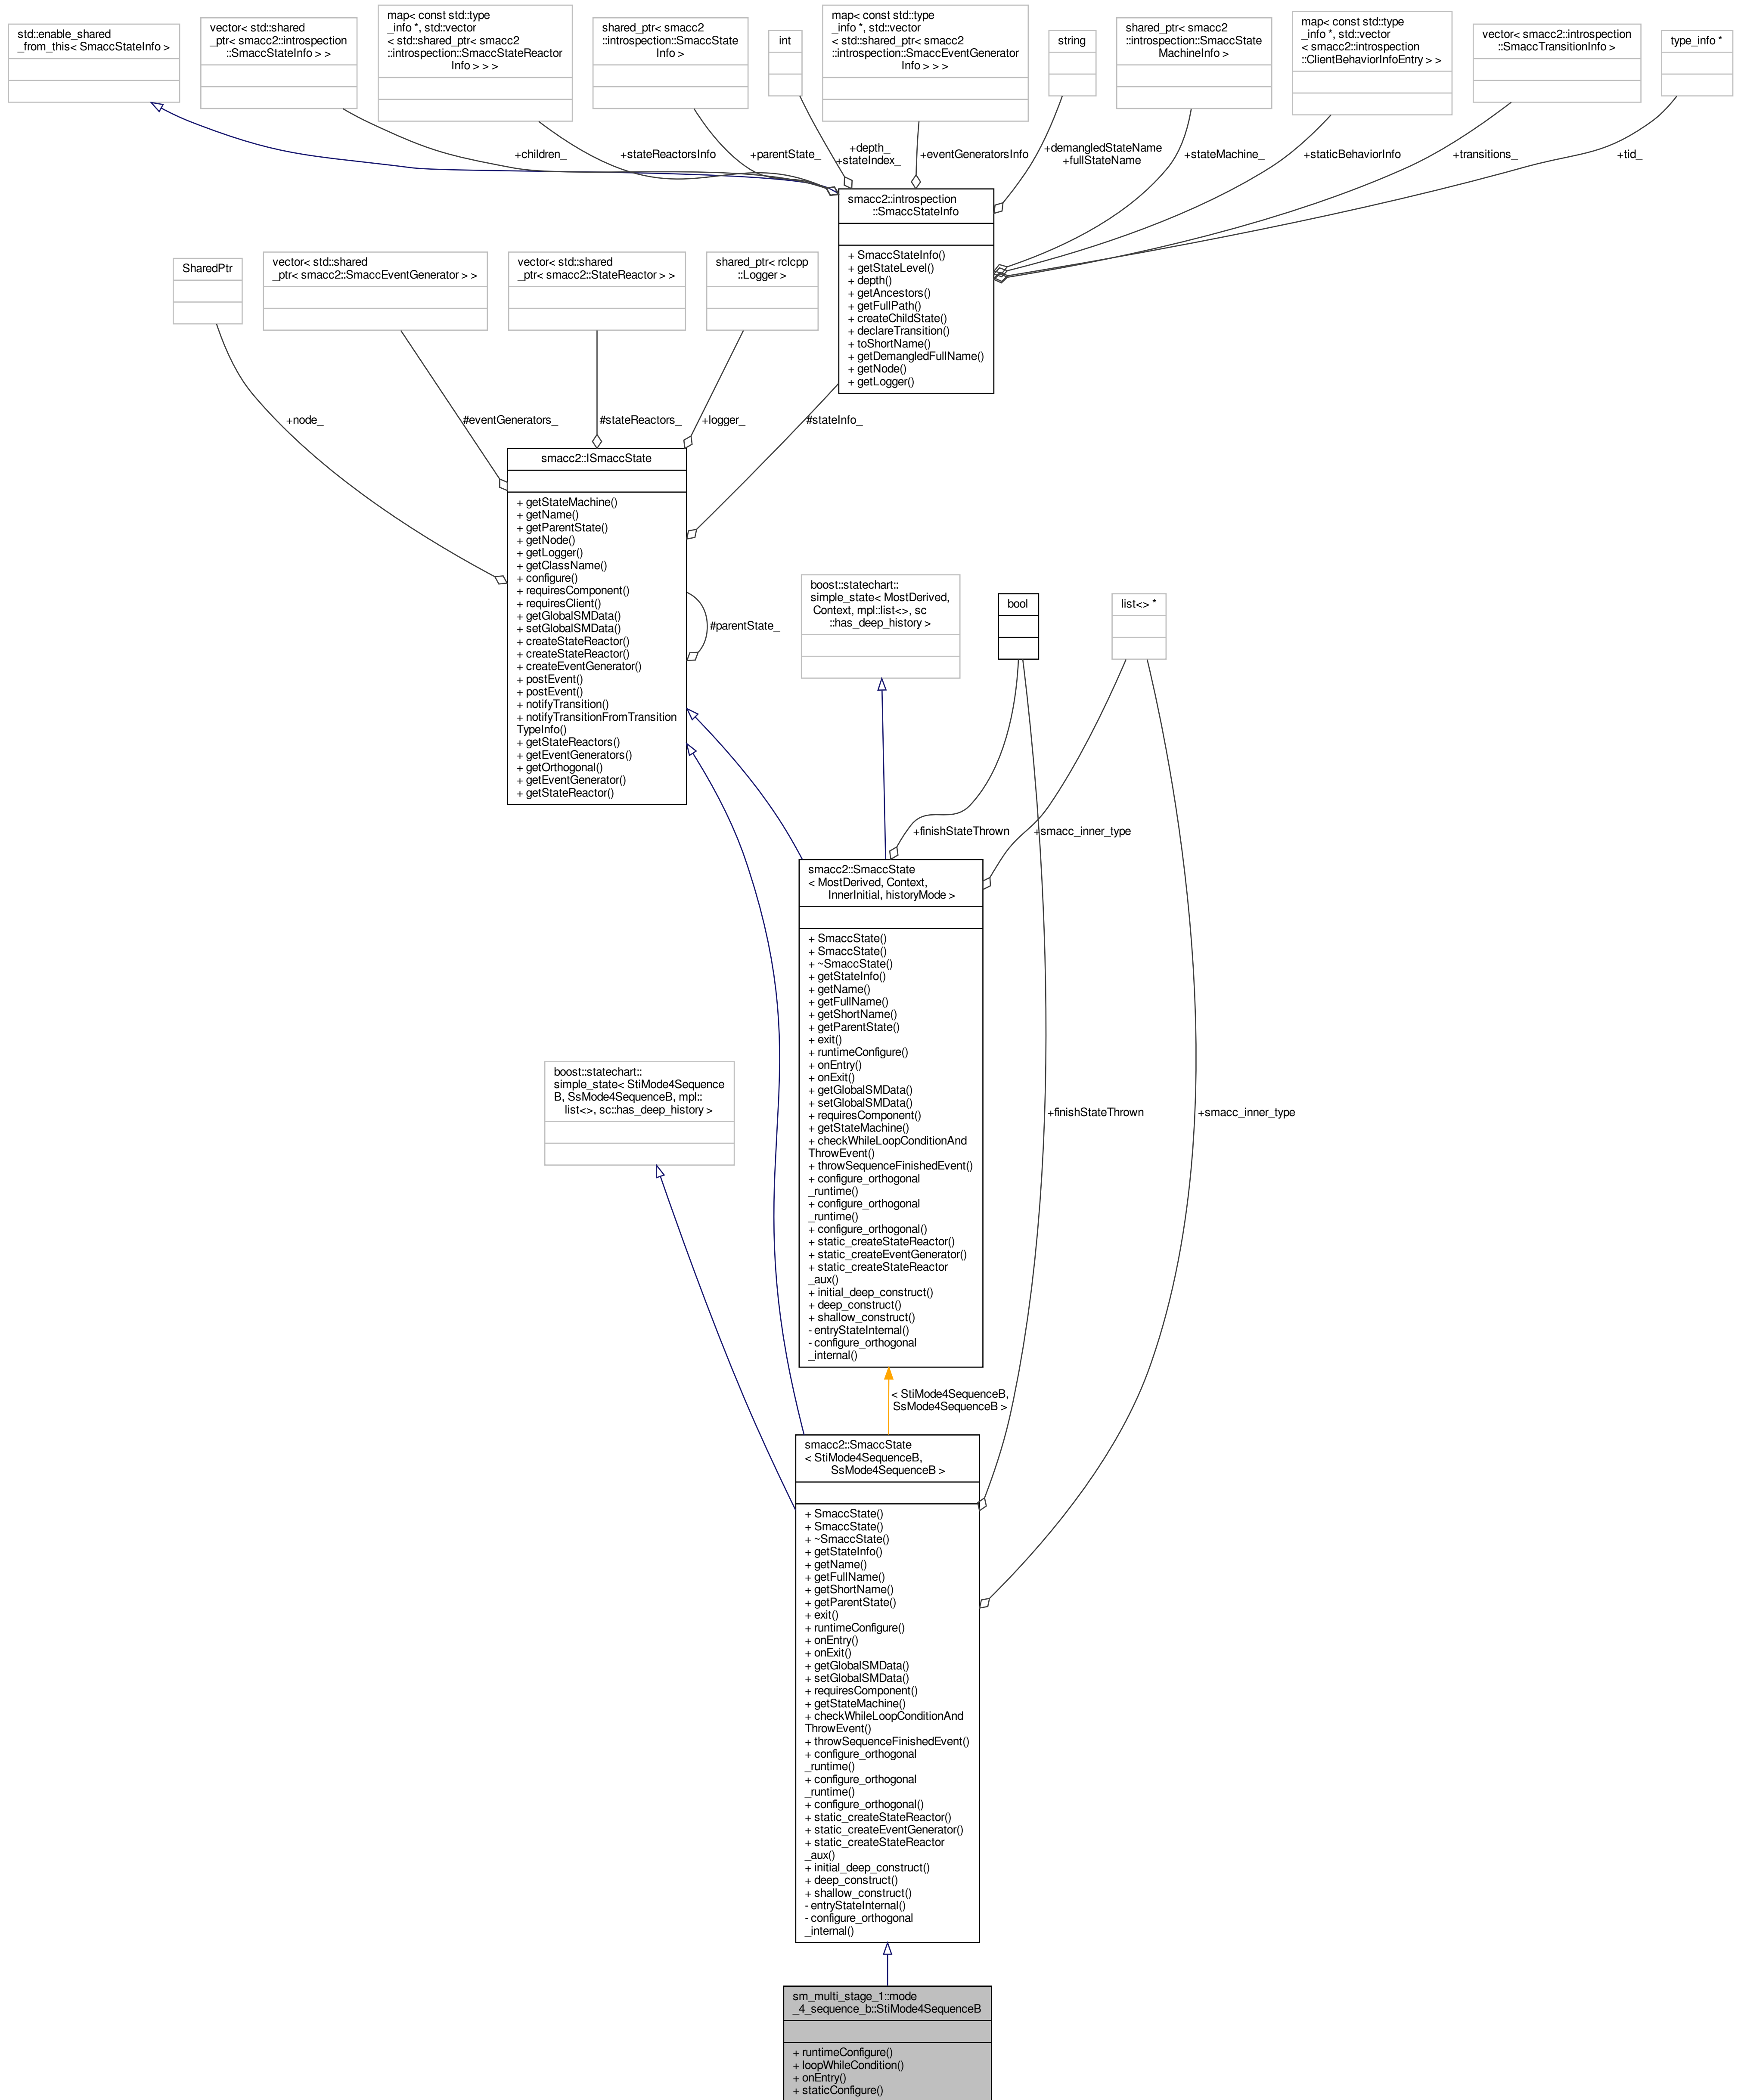 std::enable_shared
_from_this< SmaccStateInfo >
vector< std::shared
_ptr< smacc2::introspection
::SmaccStateInfo > >
map< const std::type
_info *, std::vector
< std::shared_ptr< smacc2
::introspection::SmaccStateReactor
Info > > >
shared_ptr< smacc2
::introspection::SmaccState
Info >
int
map< const std::type
_info *, std::vector
< std::shared_ptr< smacc2
::introspection::SmaccEventGenerator
Info > > >
string
shared_ptr< smacc2
::introspection::SmaccState
MachineInfo >
map< const std::type
_info *, std::vector
< smacc2::introspection
::ClientBehaviorInfoEntry > >
vector< smacc2::introspection
::SmaccTransitionInfo >
type_info *
+children_
+stateReactorsInfo
+parentState_
+depth_
+stateIndex_
+eventGeneratorsInfo
+demangledStateName
+fullStateName
+stateMachine_
+staticBehaviorInfo
+transitions_
+tid_
smacc2::introspection
::SmaccStateInfo
+ SmaccStateInfo()
+ getStateLevel()
+ depth()
+ getAncestors()
+ getFullPath()
+ createChildState()
+ declareTransition()
+ toShortName()
+ getDemangledFullName()
+ getNode()
+ getLogger()
SharedPtr
vector< std::shared
_ptr< smacc2::SmaccEventGenerator > >
vector< std::shared
_ptr< smacc2::StateReactor > >
shared_ptr< rclcpp
::Logger >
+node_
#eventGenerators_
#stateReactors_
+logger_
#stateInfo_
smacc2::ISmaccState
+ getStateMachine()
+ getName()
+ getParentState()
+ getNode()
+ getLogger()
+ getClassName()
+ configure()
+ requiresComponent()
+ requiresClient()
+ getGlobalSMData()
+ setGlobalSMData()
+ createStateReactor()
+ createStateReactor()
+ createEventGenerator()
+ postEvent()
+ postEvent()
+ notifyTransition()
+ notifyTransitionFromTransition
TypeInfo()
+ getStateReactors()
+ getEventGenerators()
+ getOrthogonal()
+ getEventGenerator()
+ getStateReactor()
#parentState_
boost::statechart::
simple_state< MostDerived,
Context, mpl::list<>, sc
::has_deep_history >
bool
list<> *
+finishStateThrown
+smacc_inner_type
smacc2::SmaccState
< MostDerived, Context,
InnerInitial, historyMode >
+ SmaccState()
+ SmaccState()
+ ~SmaccState()
+ getStateInfo()
+ getName()
+ getFullName()
+ getShortName()
+ getParentState()
+ exit()
+ runtimeConfigure()
+ onEntry()
+ onExit()
+ getGlobalSMData()
+ setGlobalSMData()
+ requiresComponent()
+ getStateMachine()
+ checkWhileLoopConditionAnd
ThrowEvent()
+ throwSequenceFinishedEvent()
+ configure_orthogonal
_runtime()
+ configure_orthogonal
_runtime()
+ configure_orthogonal()
+ static_createStateReactor()
+ static_createEventGenerator()
+ static_createStateReactor
_aux()
+ initial_deep_construct()
+ deep_construct()
+ shallow_construct()
- entryStateInternal()
- configure_orthogonal
_internal()
boost::statechart::
simple_state< StiMode4Sequence
B, SsMode4SequenceB, mpl::
list<>, sc::has_deep_history >
+finishStateThrown
+smacc_inner_type
< StiMode4SequenceB,
SsMode4SequenceB >
smacc2::SmaccState
< StiMode4SequenceB,
SsMode4SequenceB >
+ SmaccState()
+ SmaccState()
+ ~SmaccState()
+ getStateInfo()
+ getName()
+ getFullName()
+ getShortName()
+ getParentState()
+ exit()
+ runtimeConfigure()
+ onEntry()
+ onExit()
+ getGlobalSMData()
+ setGlobalSMData()
+ requiresComponent()
+ getStateMachine()
+ checkWhileLoopConditionAnd
ThrowEvent()
+ throwSequenceFinishedEvent()
+ configure_orthogonal
_runtime()
+ configure_orthogonal
_runtime()
+ configure_orthogonal()
+ static_createStateReactor()
+ static_createEventGenerator()
+ static_createStateReactor
_aux()
+ initial_deep_construct()
+ deep_construct()
+ shallow_construct()
- entryStateInternal()
- configure_orthogonal
_internal()
sm_multi_stage_1::mode
_4_sequence_b::StiMode4SequenceB
+ runtimeConfigure()
+ loopWhileCondition()
+ onEntry()
+ staticConfigure()